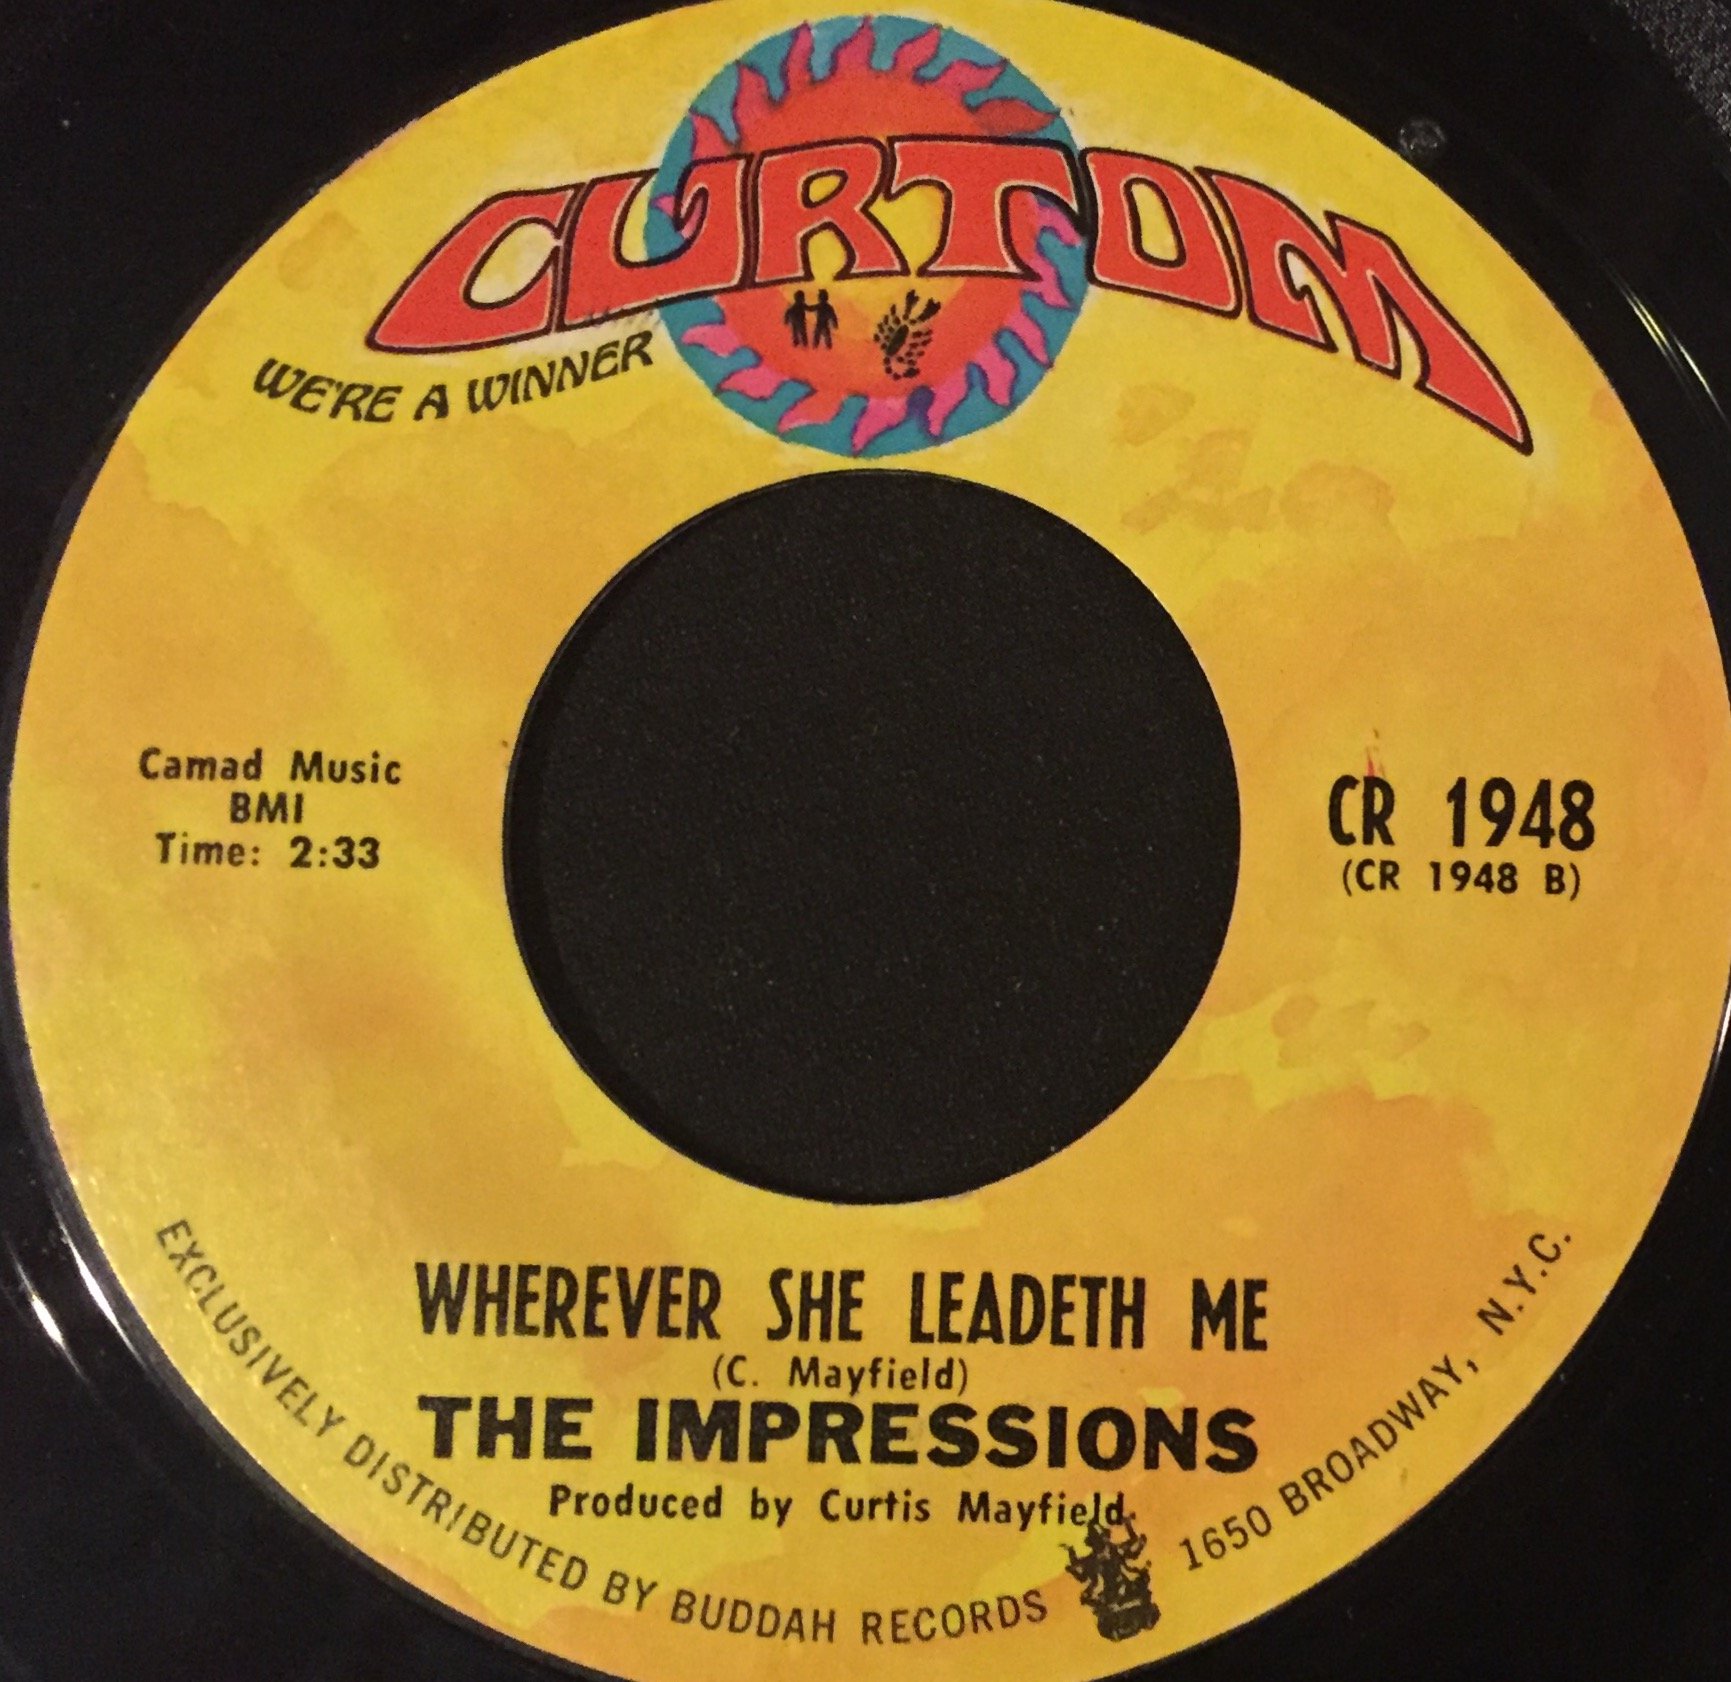 CURTOM
WE'RE A WINNER
Camad Music
BMI
Time: 2:33
CR 1948
(CR 1948 B)
WHEREVER SHE LEADETH ME
(C. Mayfield)
THE IMPRESSIONS
Produced by Curtis Mayfield
EXCLUSIVELY DISTRIBUTED BY BUDDAH RECORDS 1650 BROADWAY, N.Y.C.